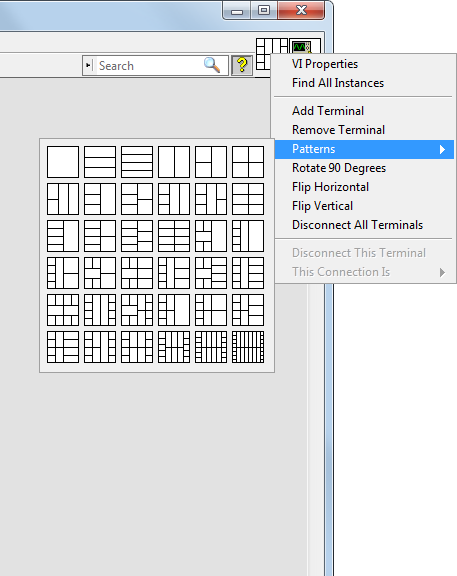 Search
?
VI Properties
Find All Instances
Add Terminal
Remove Terminal
Patterns
Rotate 90 Degrees
Flip Horizontal
Flip Vertical
Disconnect All Terminals
Disconnect This Terminal
This Connection Is